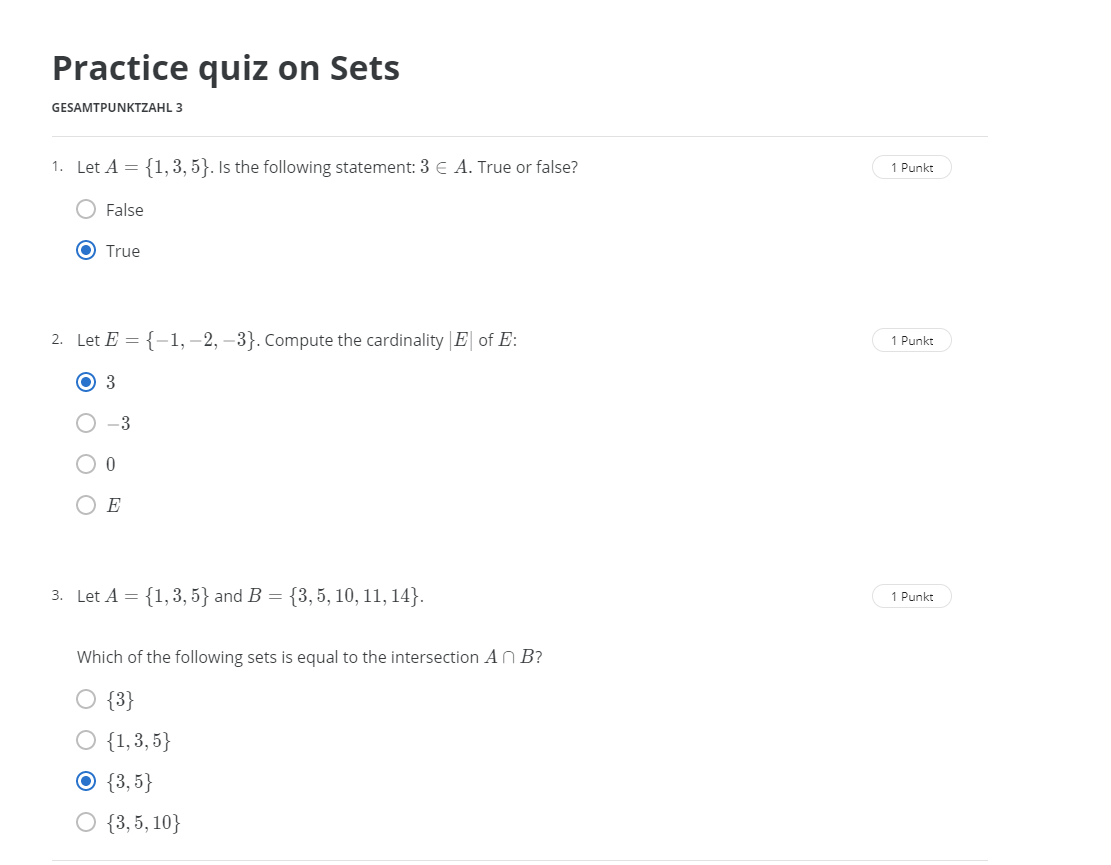 Practice quiz on Sets
GESAMTPUNKTZAHL 3
1. Let A = {1, 3, 5}. Is the following statement: 3 ∈ A. True or false?
1 Punkt
False
True
2. Let E = {−1, −2, −3}. Compute the cardinality |E| of E:
1 Punkt
3
−3
0
E
3. Let A = {1, 3, 5} and B = {3, 5, 10, 11, 14}.
1 Punkt
Which of the following sets is equal to the intersection A ∩ B?
{3}
{1, 3, 5}
{3, 5}
{3, 5, 10}